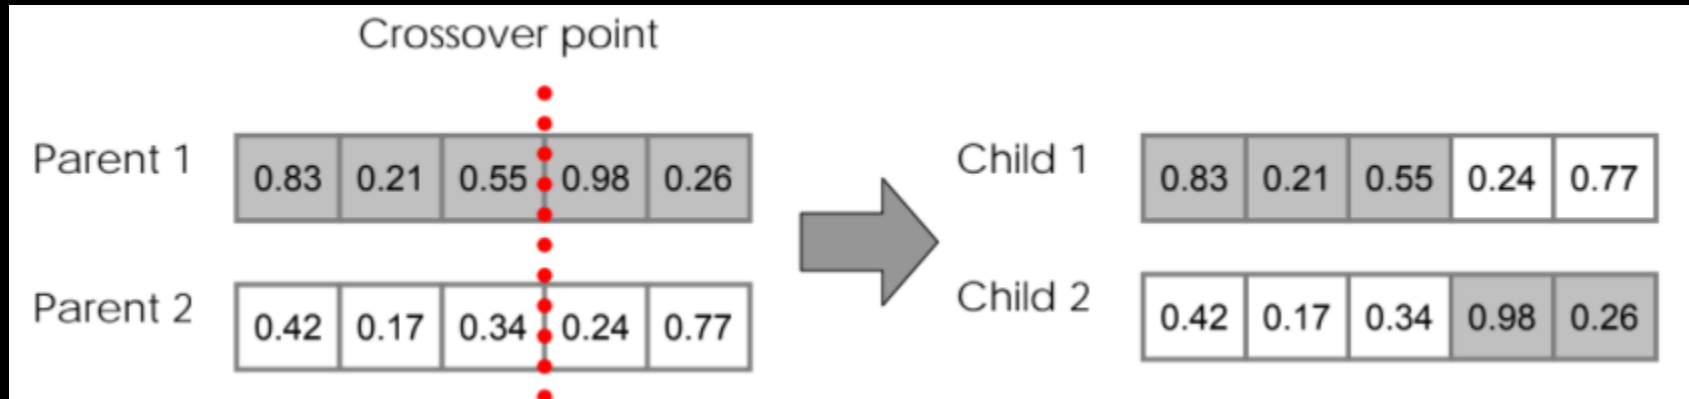 Crossover point
Parent 1 0.83 0.21 0.55 0.98 0.26
Child 1 0.83 0.21 0.55 0.24 0.77
Parent 2 0.42 0.17 0.34 0.24 0.77
Child 2 0.42 0.17 0.34 0.98 0.26